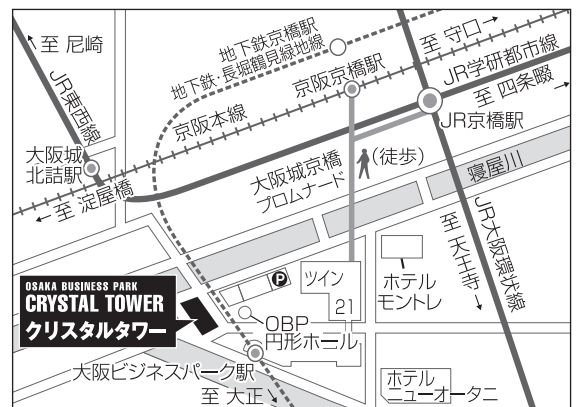 至 尼崎
地下鉄京橋駅
地下鉄・長堀鶴見緑地線
至 守口
京阪京橋駅
JR学研都市線
至 四条畷
JR東西線
京阪本線
JR京橋駅
大阪城
北詰駅
大阪城京橋
プロムナード
(徒歩)
寝屋川
至 淀屋橋
至 天王寺
JR大阪環状線
OSAKA BUSINESS PARK
CRYSTAL TOWER
クリスタルタワー
P
ツイン
21
ホテル
モントレ
OBP
円形ホール
大阪ビジネスパーク駅
至 大正
ホテル
ニューオータニ